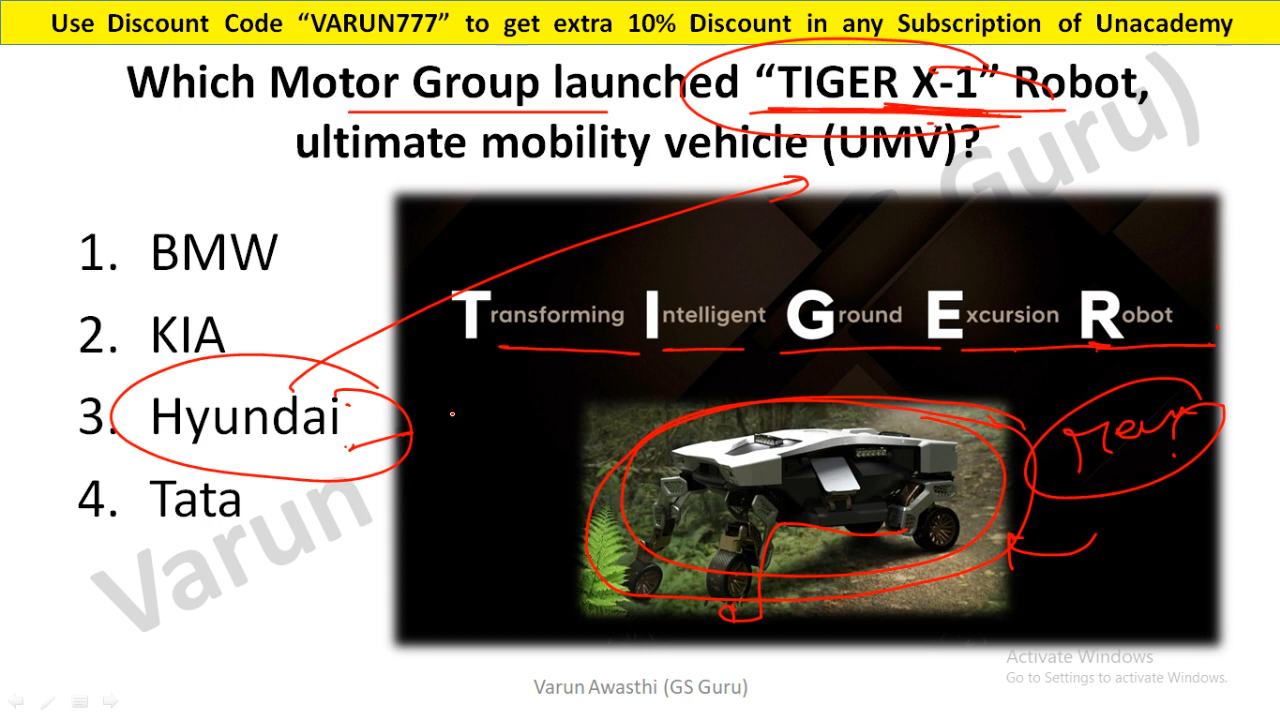 Use Discount Code “VARUN777” to get extra 10% Discount in any Subscription of Unacademy
Which Motor Group launched “TIGER X-1” Robot,
ultimate mobility vehicle (UMV)?
1. BMW
2. KIA
3. Hyundai
4. Tata
Transforming Intelligent Ground Excursion Robot
Varun
Guru)
Activate Windows
Go to Settings to activate Windows.
Varun Awasthi (GS Guru)